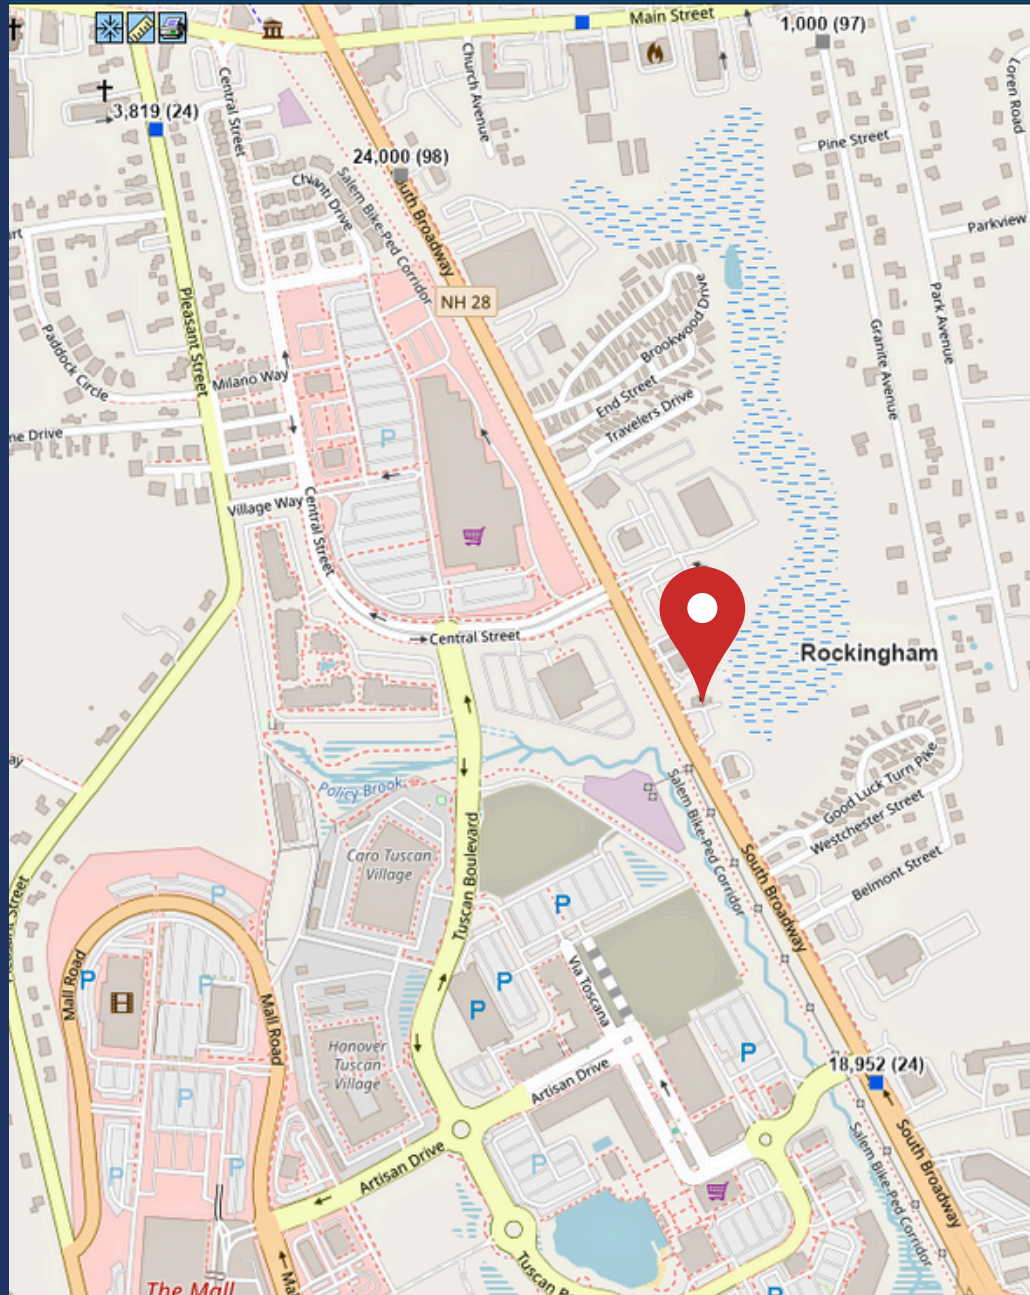 Main Street
1,000 (97)
Church Avenue
Loren Road
Central Street
3,819 (24)
Pine Street
24,000 (98)
Chianti Drive
Salem Bike-Ped Corridor
South Broadway
Parkview
NH 28
Pleasant Street
Brookwood Drive
Park Avenue
Granite Avenue
Paddock Circle
Milano Way
End Street
Travelers Drive
ne Drive
P
Village Way
Central Street
Central Street
Rockingham
Policy Brook
Good Luck Turn Pike
Westchester Street
Salem Bike-Ped Corridor
Belmont Street
Caro Tuscan
Village
Tuscan Boulevard
South Broadway
P
P
Street
Mall Road
P
P
P
P
Via Toscana
Mall Road
Hanover
Tuscan
Village
P
18,952 (24)
Artisan Drive
P
P
P
P
Artisan Drive
Salem Bike-Ped Corridor
South Broadway
Tuscan B
The Mall
Ma
P